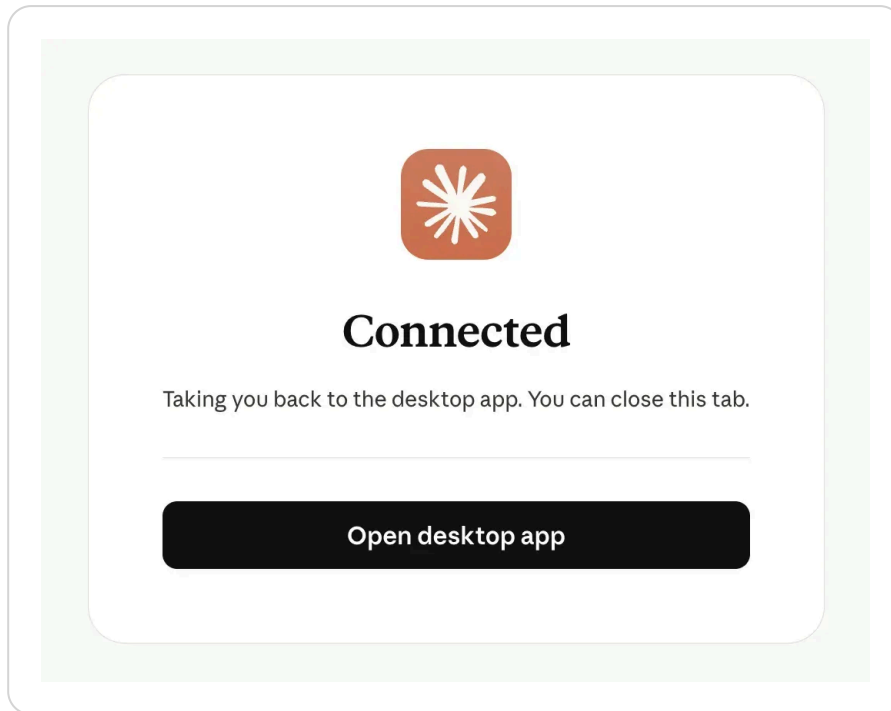 Connected
Taking you back to the desktop app. You can close this tab.
Open desktop app